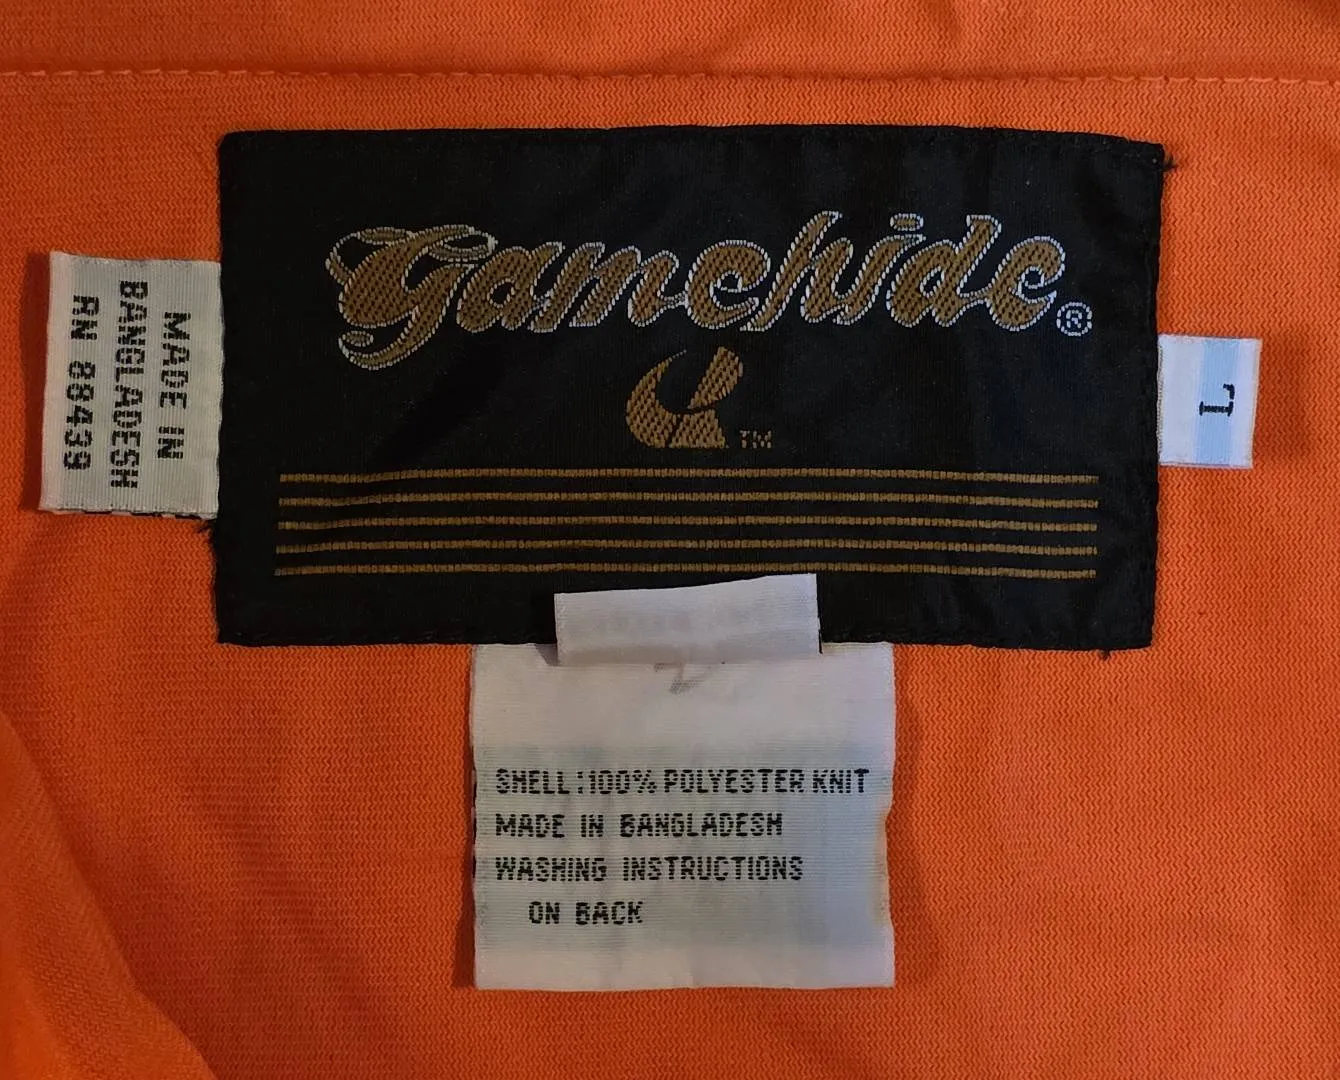 Gamehide®
TM
MADE IN
BANGLADESH
RN 88439
L
SHELL:100% POLYESTER KNIT
MADE IN BANGLADESH
WASHING INSTRUCTIONS
ON BACK